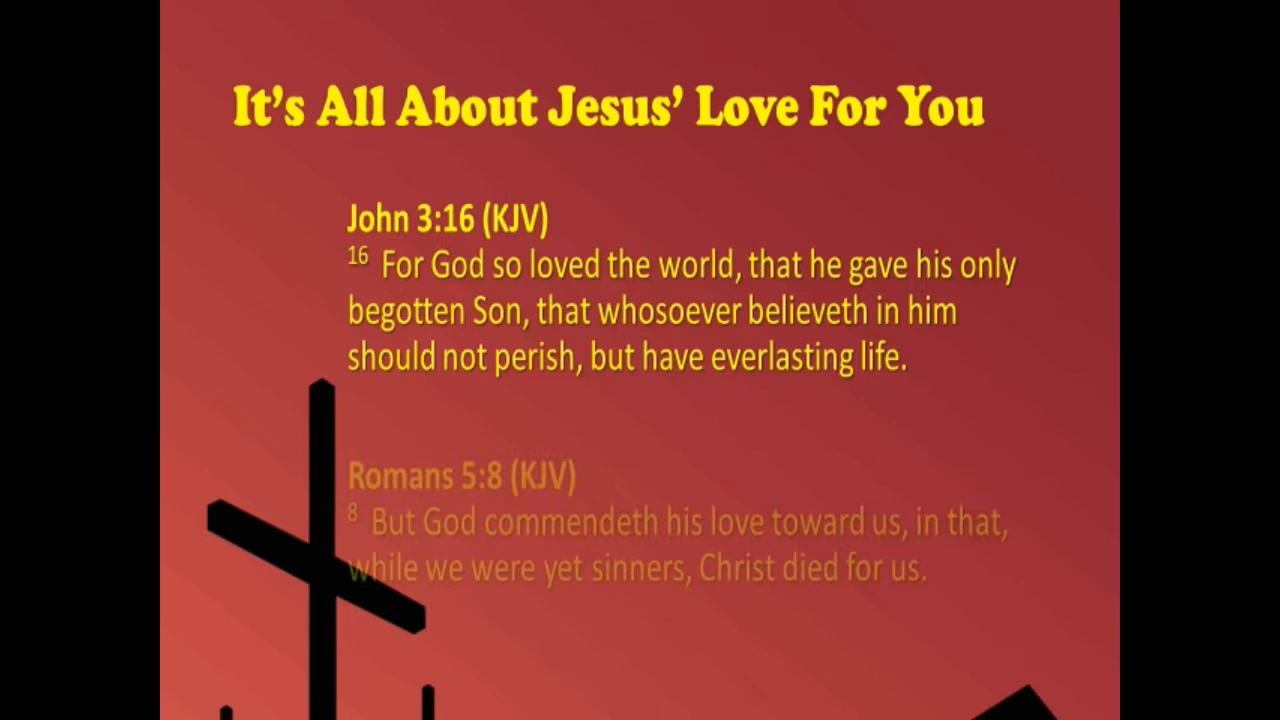 It's All About Jesus' Love For You
John 3:16 (KJV)
16 For God so loved the world, that he gave his only
begotten Son, that whosoever believeth in him
should not perish, but have everlasting life.
Romans 5:8 (KJV)
8 But God commendeth his love toward us, in that,
while we were yet sinners, Christ died for us.